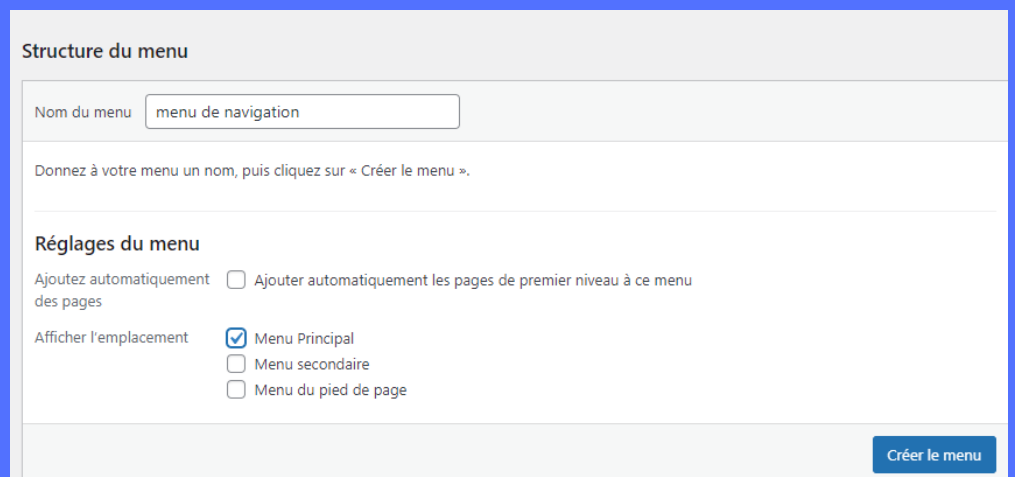 Structure du menu
Nom du menu menu de navigation
Donnez à votre menu un nom, puis cliquez sur « Créer le menu ».
Réglages du menu
Ajoutez automatiquement Ajouter automatiquement les pages de premier niveau à ce menu
des pages
Afficher l'emplacement Menu Principal
Menu secondaire
Menu du pied de page
Créer le menu